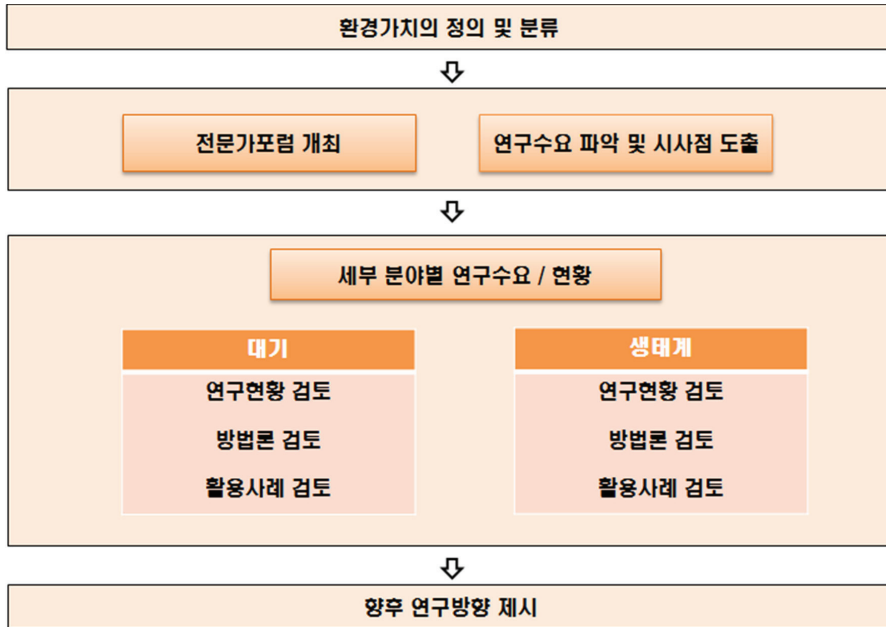 환경가치의 정의 및 분류
전문가포럼 개최
연구수요 파악 및 시사점 도출
세부 분야별 연구수요 / 현황
대기
연구현황 검토
방법론 검토
활용사례 검토
생태계
연구현황 검토
방법론 검토
활용사례 검토
향후 연구방향 제시